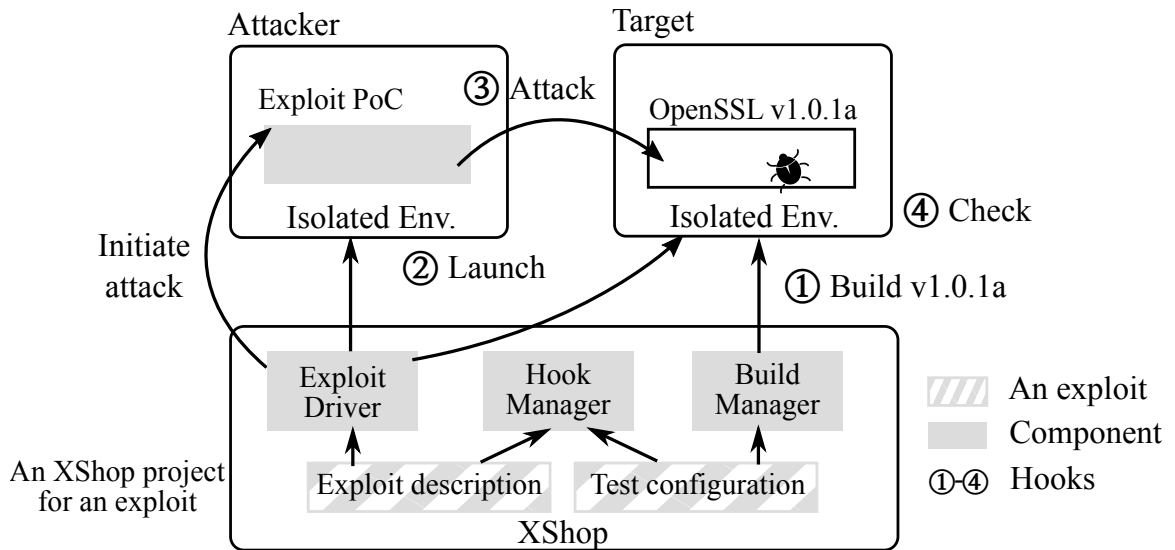 Attacker
Target
Exploit PoC
③ Attack
OpenSSL v1.0.1a
Isolated Env.
Isolated Env.
④ Check
Initiate
attack
② Launch
① Build v1.0.1a
Exploit
Driver
Hook
Manager
Build
Manager
An exploit
Component
①-④ Hooks
An XShop project
for an exploit
Exploit description
Test configuration
XShop